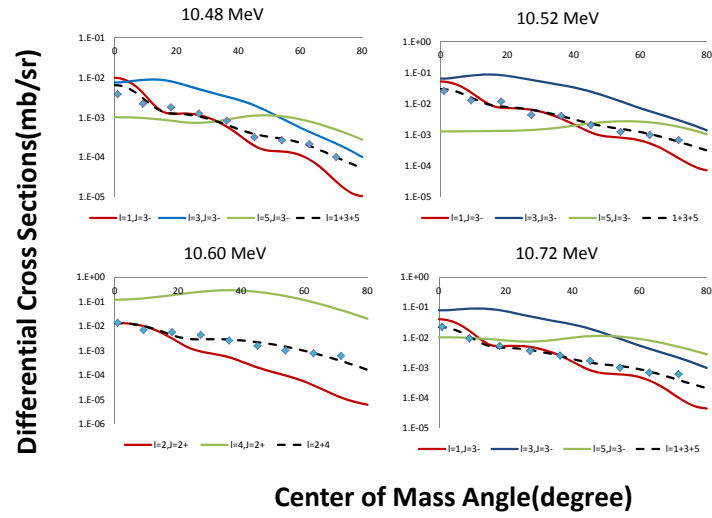 10.48 MeV
0 20 40 60 80
1.E-01
1.E-02
1.E-03
1.E-04
1.E-05
l=1,J=3- l=3,J=3- l=5,J=3- l=1+3+5
10.52 MeV
0 20 40 60 80
1.E+00
1.E-01
1.E-02
1.E-03
1.E-04
1.E-05
l=1,J=3- l=3,J=3- l=5,J=3- 1+3+5
10.60 MeV
0 20 40 60 80
1.E+00
1.E-01
1.E-02
1.E-03
1.E-04
1.E-05
1.E-06
l=2,J=2+ l=4,J=2+ l=2+4
10.72 MeV
0 20 40 60 80
1.E+00
1.E-01
1.E-02
1.E-03
1.E-04
1.E-05
l=1,J=3- l=3,J=3- l=5,J=3- l=1+3+5
Differential Cross Sections(mb/sr)
Center of Mass Angle(degree)